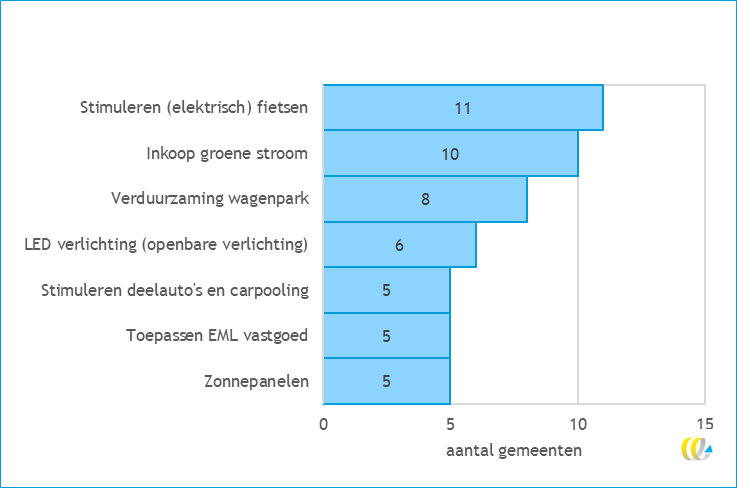 Stimuleren (elektrisch) fietsen 11
Inkoop groene stroom 10
Verduurzaming wagenpark 8
LED verlichting (openbare verlichting) 6
Stimuleren deelauto's en carpooling 5
Toepassen EML vastgoed 5
Zonnepanelen 5
0 5 10 15
aantal gemeenten